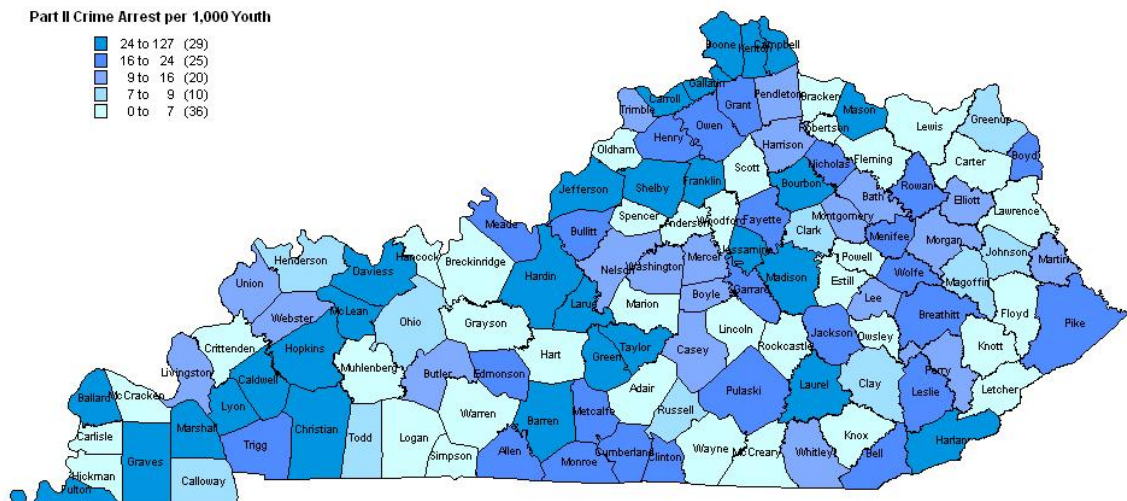 Part II Crime Arrest per 1,000 Youth
24 to 127 (29)
16 to 24 (25)
9 to 16 (20)
7 to 9 (10)
0 to 7 (36)
Boone
Kenton
Campbell
Gallatin
Carroll
Trimble
Grant
Pendleton
Bracken
Mason
Owen
Henry
Robertson
Lewis
Greenup
Oldham
Harrison
Nicholas
Fleming
Carter
Boyd
Scott
Jefferson
Shelby
Franklin
Bourbon
Rowan
Bath
Elliott
Spencer
Anderson
Woodford
Fayette
Montgomery
Lawrence
Meade
Bullitt
Clark
Menifee
Morgan
Johnson
Jessamine
Powell
Martin
Henderson
Daviess
Hancock
Breckinridge
Hardin
Nelson
Washington
Mercer
Madison
Estill
Wolfe
Magoffin
Union
Garrard
Boyle
Lee
Larue
Marion
Webster
McLean
Ohio
Breathitt
Floyd
Pike
Grayson
Lincoln
Rockcastle
Jackson
Owsley
Crittenden
Hopkins
Hart
Taylor
Green
Casey
Knott
Muhlenberg
Livingston
Caldwell
Butler
Edmonson
Adair
Pulaski
Laurel
Clay
Perry
Leslie
Letcher
Ballard
McCracken
Lyon
Warren
Barren
Metcalfe
Russell
Marshall
Carlisle
Christian
Trigg
Todd
Logan
Simpson
Allen
Monroe
Cumberland
Clinton
Wayne
McCreary
Whitley
Knox
Bell
Harlan
Graves
Hickman
Calloway
Fulton